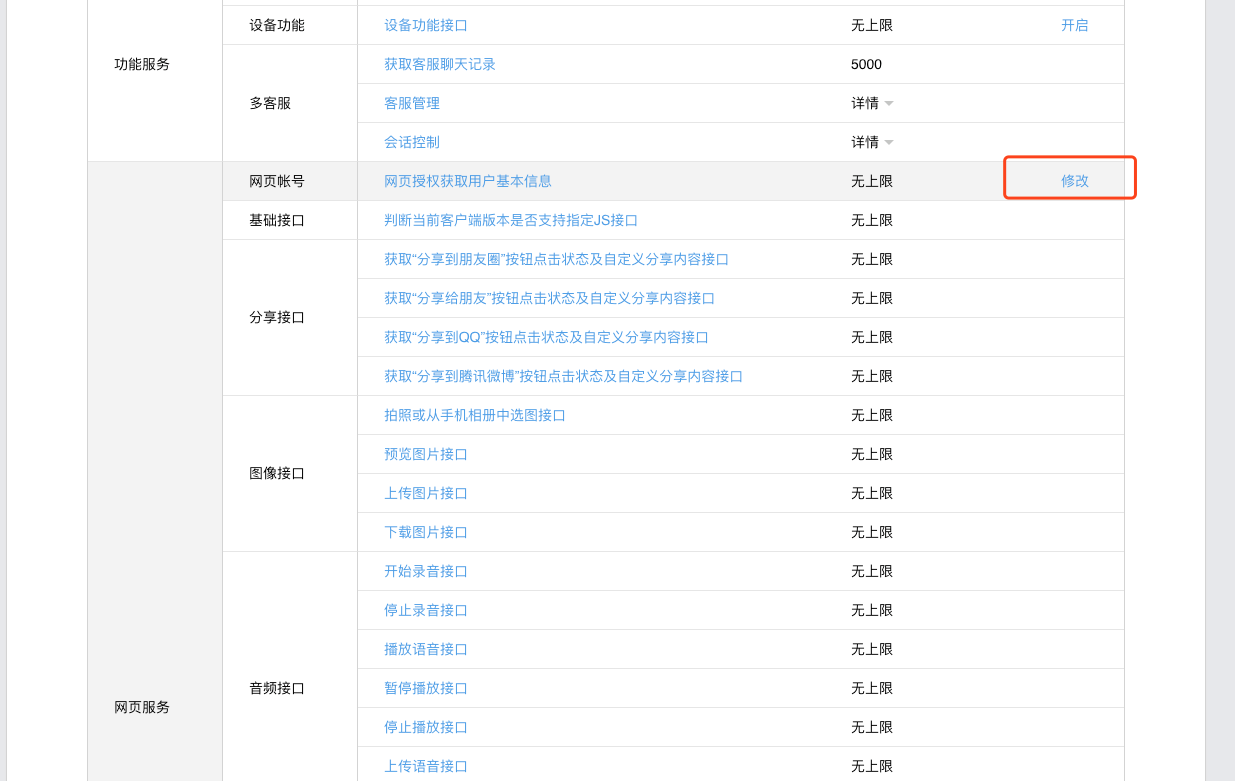 设备功能 设备功能接口 无上限 开启
功能服务
多客服
获取客服聊天记录 5000
客服管理 详情
会话控制 详情
网页服务
网页帐号 网页授权获取用户基本信息 无上限 修改
基础接口 判断当前客户端版本是否支持指定JS接口 无上限
分享接口
获取“分享到朋友圈”按钮点击状态及自定义分享内容接口 无上限
获取“分享给朋友”按钮点击状态及自定义分享内容接口 无上限
获取“分享到QQ”按钮点击状态及自定义分享内容接口 无上限
获取“分享到腾讯微博”按钮点击状态及自定义分享内容接口 无上限
图像接口
拍照或从手机相册中选图接口 无上限
预览图片接口 无上限
上传图片接口 无上限
下载图片接口 无上限
音频接口
开始录音接口 无上限
停止录音接口 无上限
播放语音接口 无上限
暂停播放接口 无上限
停止播放接口 无上限
上传语音接口 无上限